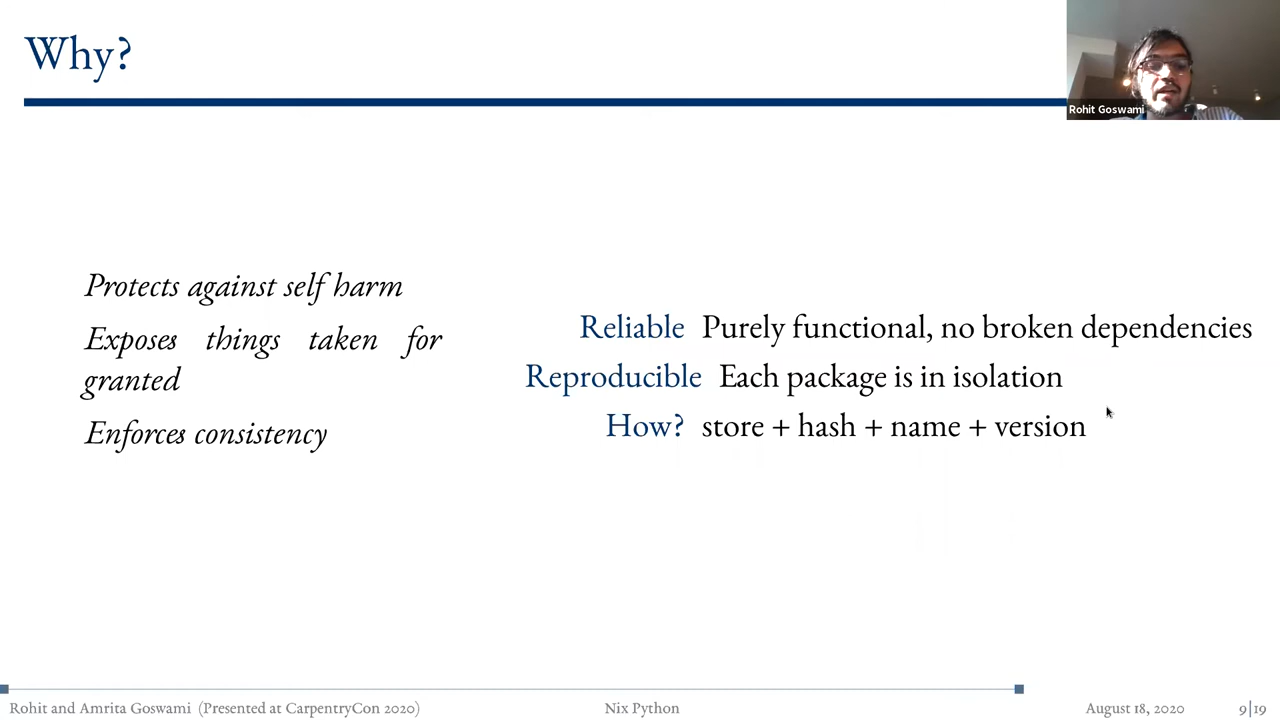 Why?
Rohit Goswami
Protects against self harm
Exposes things taken for
granted
Enforces consistency
Reliable Purely functional, no broken dependencies
Reproducible Each package is in isolation
How? store + hash + name + version
Rohit and Amrita Goswami (Presented at CarpentryCon 2020) Nix Python August 18, 2020 9|19